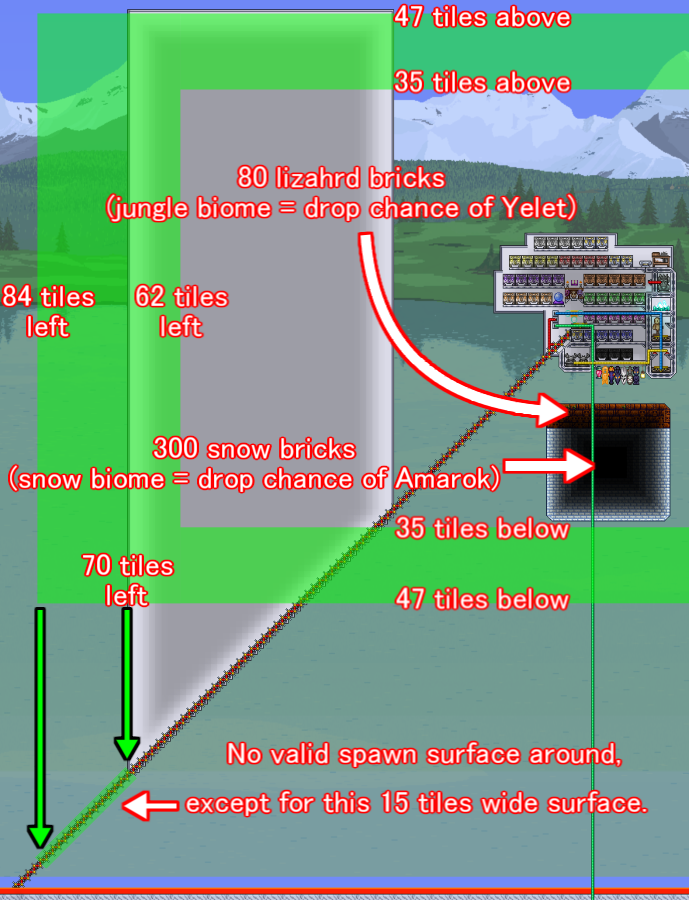 47 tiles above
35 tiles above
80 lizahrd bricks
(jungle biome = drop chance of Yelet)
84 tiles
left
62 tiles
left
300 snow bricks
(snow biome = drop chance of Amarok)
35 tiles below
70 tiles
left
47 tiles below
No valid spawn surface around,
except for this 15 tiles wide surface.